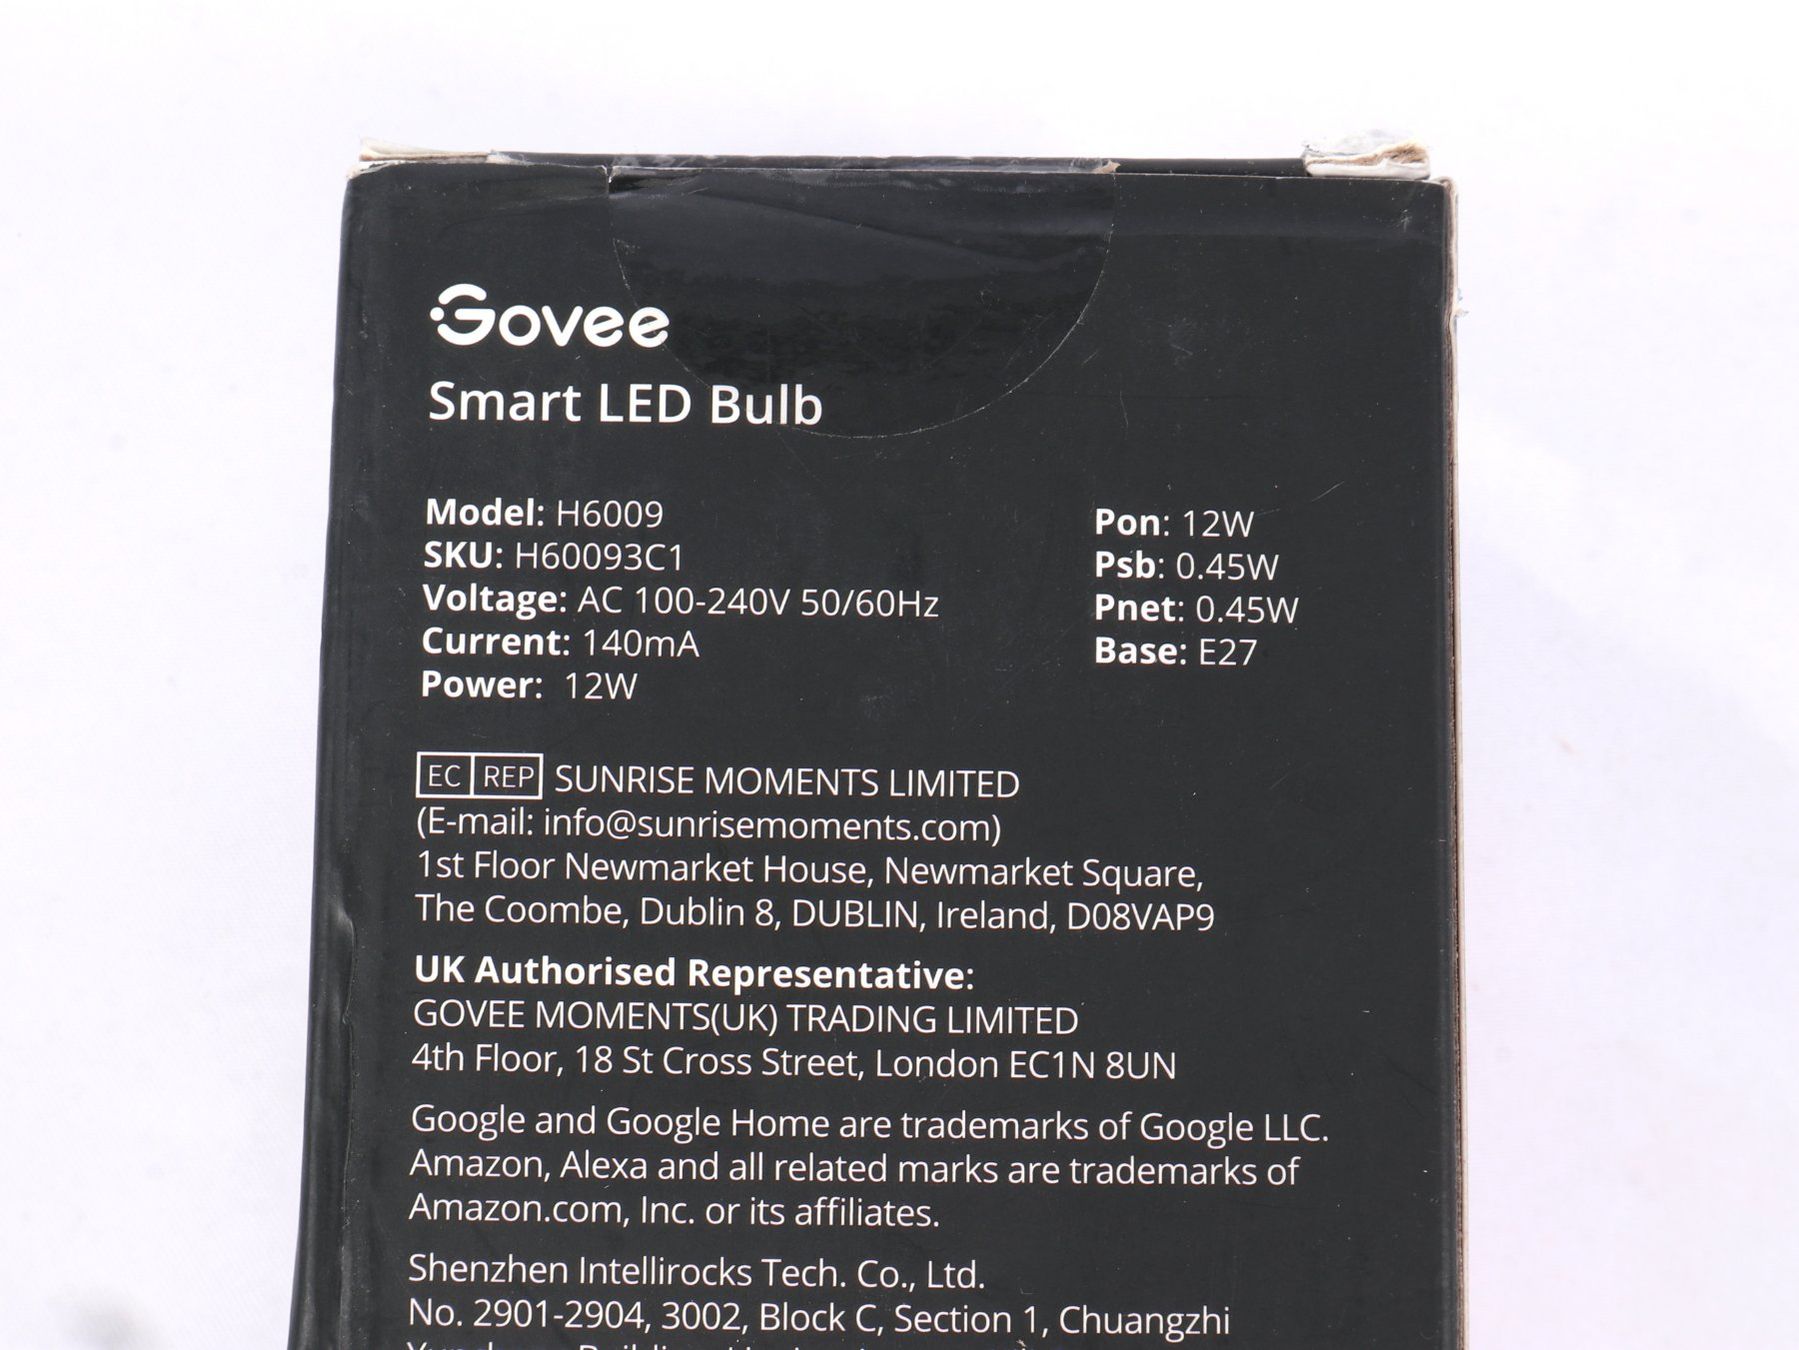 Govee
Smart LED Bulb
Model: H6009
SKU: H60093C1
Voltage: AC 100-240V 50/60Hz
Current: 140mA
Power: 12W
Pon: 12W
Psb: 0.45W
Pnet: 0.45W
Base: E27
EC REP SUNRISE MOMENTS LIMITED
(E-mail: info@sunrisemoments.com)
1st Floor Newmarket House, Newmarket Square,
The Coombe, Dublin 8, DUBLIN, Ireland, D08VAP9
UK Authorised Representative:
GOVEE MOMENTS(UK) TRADING LIMITED
4th Floor, 18 St Cross Street, London EC1N 8UN
Google and Google Home are trademarks of Google LLC.
Amazon, Alexa and all related marks are trademarks of
Amazon.com, Inc. or its affiliates.
Shenzhen Intellirocks Tech. Co., Ltd.
No. 2901-2904, 3002, Block C, Section 1, Chuangzhi